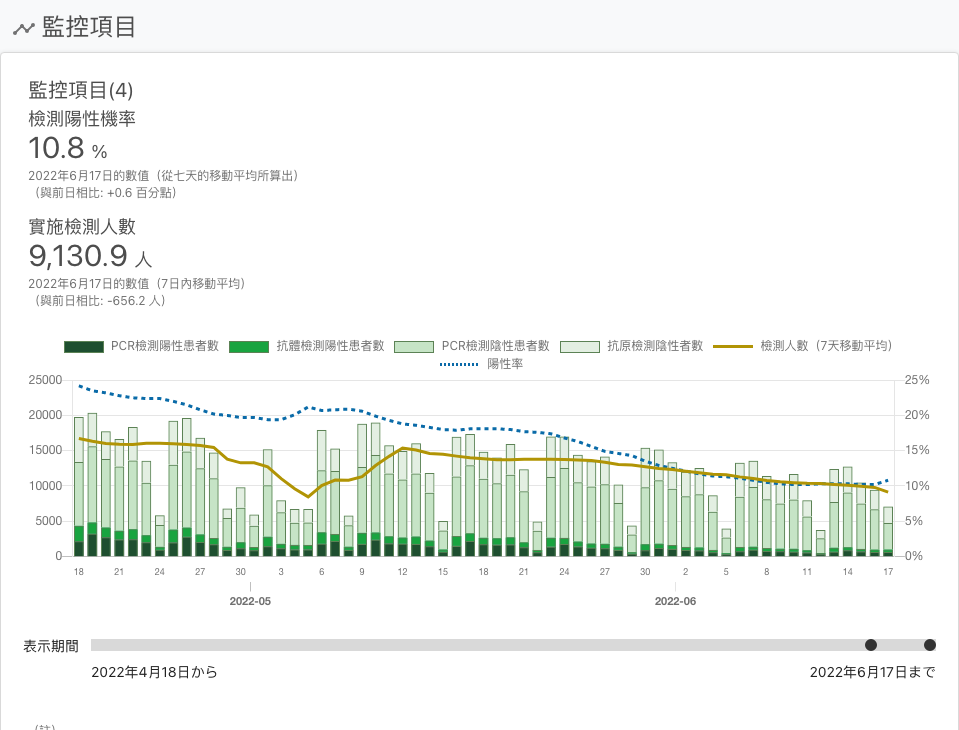 監控項目
監控項目(4)
檢測陽性機率
10.8 %
2022年6月17日的數值（從七天的移動平均所算出）
（與前日相比: +0.6 百分點）
實施檢測人數
9,130.9 人
2022年6月17日的數值（7日內移動平均）
（與前日相比: -656.2 人）
PCR檢測陽性患者數 抗體檢測陽性患者數 PCR檢測陰性患者數 抗原檢測陰性者數 檢測人數（7天移動平均）
陽性率
25000 25%
20000 20%
15000 15%
10000 10%
5000 5%
0 0%
18 21 24 27 30 3 6 9 12 15 18 21 24 27 30 2 5 8 11 14 17
2022-05 2022-06
表示期間
2022年4月18日から 2022年6月17日まで